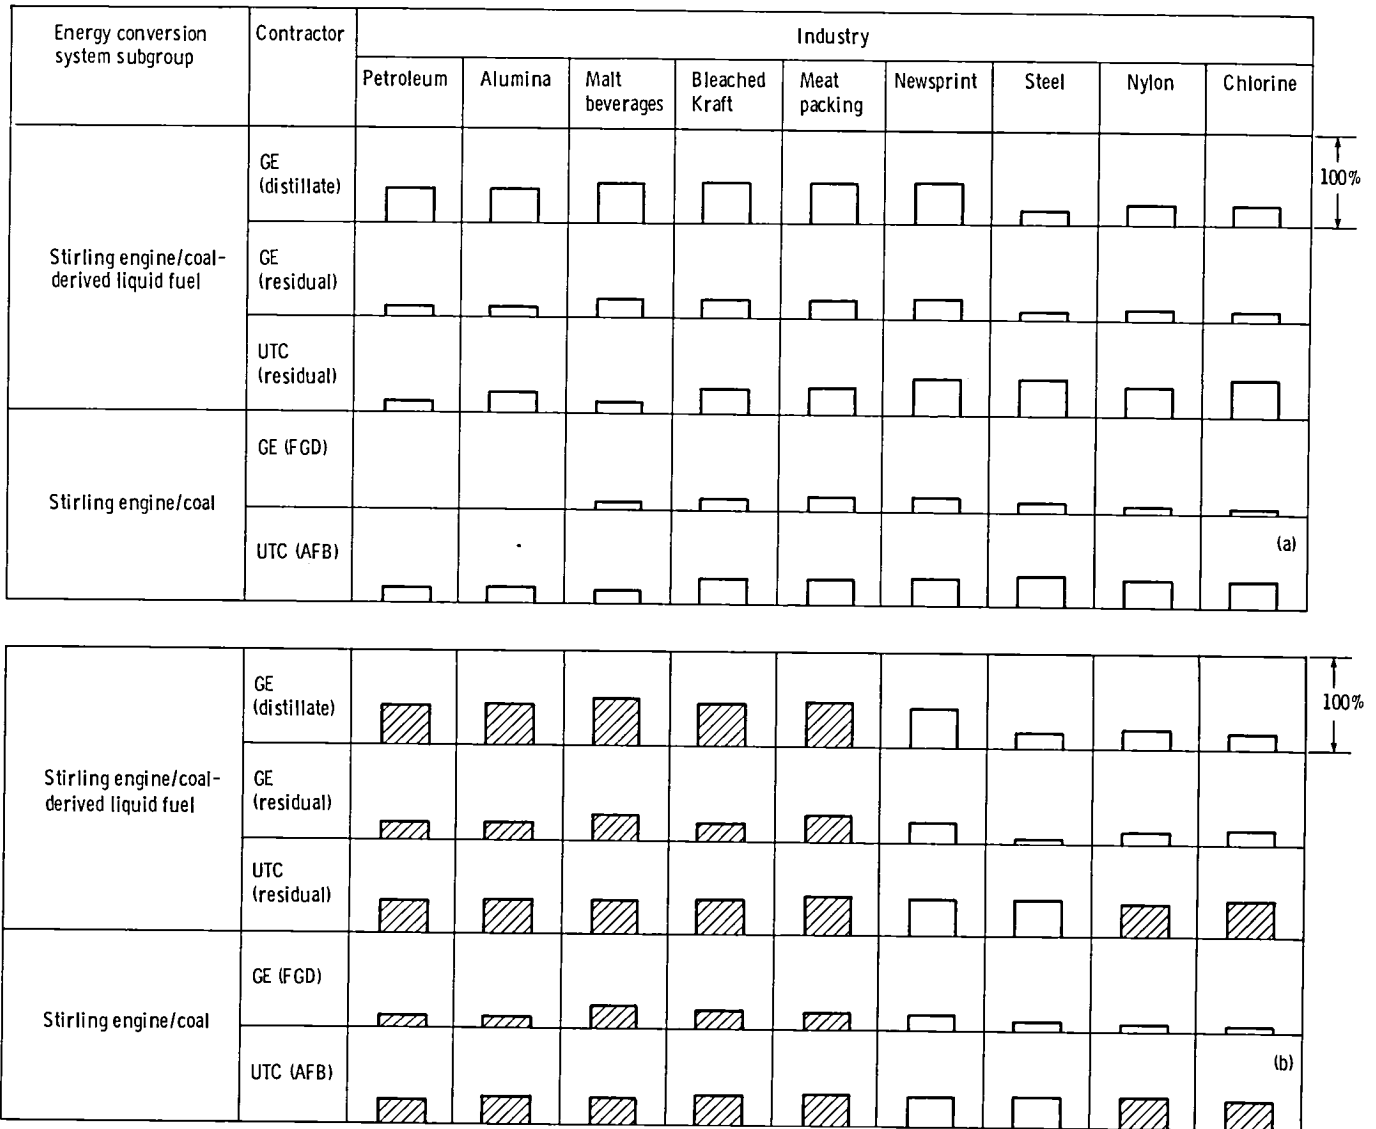 Energy conversion
system subgroup
Contractor
Industry
Petroleum
Alumina
Malt
beverages
Bleached
Kraft
Meat
packing
Newsprint
Steel
Nylon
Chlorine
Stirling engine/coal-
derived liquid fuel
GE
(distillate)
100%
GE
(residual)
UTC
(residual)
Stirling engine/coal
GE (FGD)
UTC (AFB)
(a)
Stirling engine/coal-
derived liquid fuel
GE
(distillate)
100%
GE
(residual)
UTC
(residual)
Stirling engine/coal
GE (FGD)
UTC (AFB)
(b)